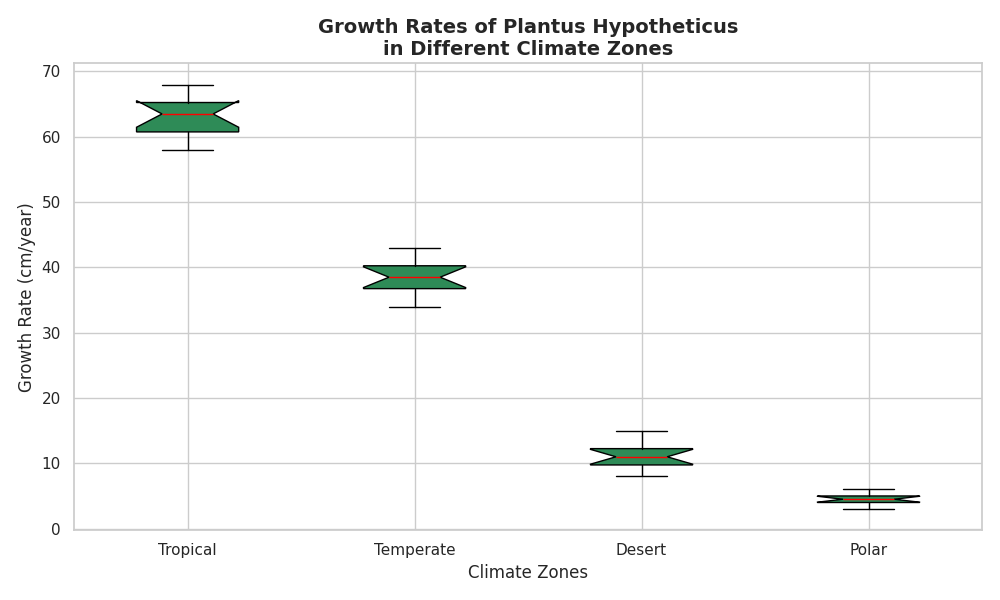 Growth Rates of Plantus Hypotheticus
in Different Climate Zones
Growth Rate (cm/year)
70
60
50
40
30
20
10
0
Tropical Temperate Desert Polar
Climate Zones